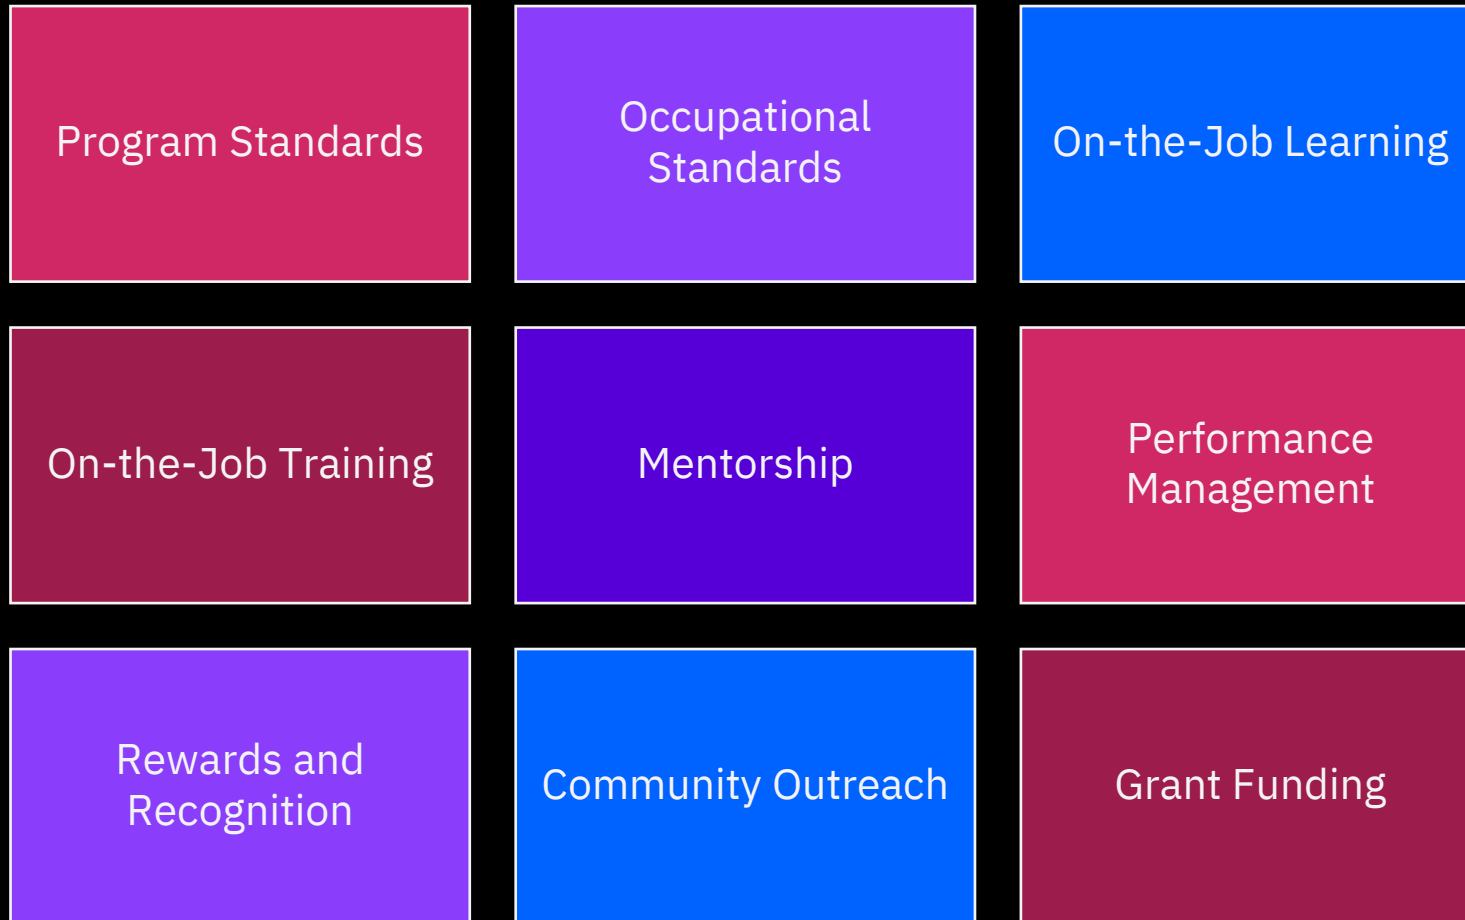 Program Standards
Occupational
Standards
On-the-Job Learning
On-the-Job Training
Mentorship
Performance
Management
Rewards and
Recognition
Community Outreach
Grant Funding